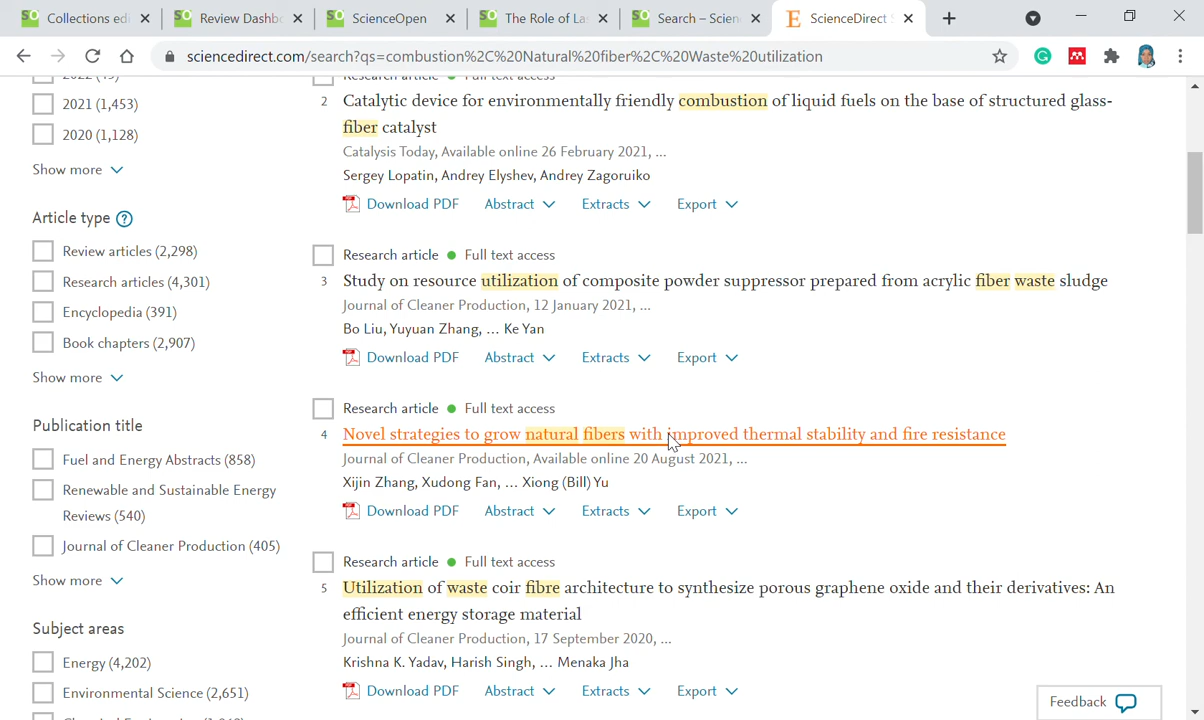 Collections edi
Review Dashb
ScienceOpen
The Role of La
Search – Scien
ScienceDirect
sciencedirect.com/search?qs=combustion%2C%20Natural%20fiber%2C%20Waste%20utilization
2021 (1,453)
2020 (1,128)
Show more
Article type ?
Review articles (2,298)
Research articles (4,301)
Encyclopedia (391)
Book chapters (2,907)
Show more
Publication title
Fuel and Energy Abstracts (858)
Renewable and Sustainable Energy
Reviews (540)
Journal of Cleaner Production (405)
Show more
Subject areas
Energy (4,202)
Environmental Science (2,651)
Research article Full text access
2 Catalytic device for environmentally friendly combustion of liquid fuels on the base of structured glass-
fiber catalyst
Catalysis Today, Available online 26 February 2021, ...
Sergey Lopatin, Andrey Elyshev, Andrey Zagoruiko
Download PDF Abstract Extracts Export
Research article Full text access
3 Study on resource utilization of composite powder suppressor prepared from acrylic fiber waste sludge
Journal of Cleaner Production, 12 January 2021, ...
Bo Liu, Yuyuan Zhang, ... Ke Yan
Download PDF Abstract Extracts Export
Research article Full text access
4 Novel strategies to grow natural fibers with improved thermal stability and fire resistance
Journal of Cleaner Production, Available online 20 August 2021, ...
Xijin Zhang, Xudong Fan, ... Xiong (Bill) Yu
Download PDF Abstract Extracts Export
Research article Full text access
5 Utilization of waste coir fibre architecture to synthesize porous graphene oxide and their derivatives: An
efficient energy storage material
Journal of Cleaner Production, 17 September 2020, ...
Krishna K. Yadav, Harish Singh, ... Menaka Jha
Download PDF Abstract Extracts Export
Feedback